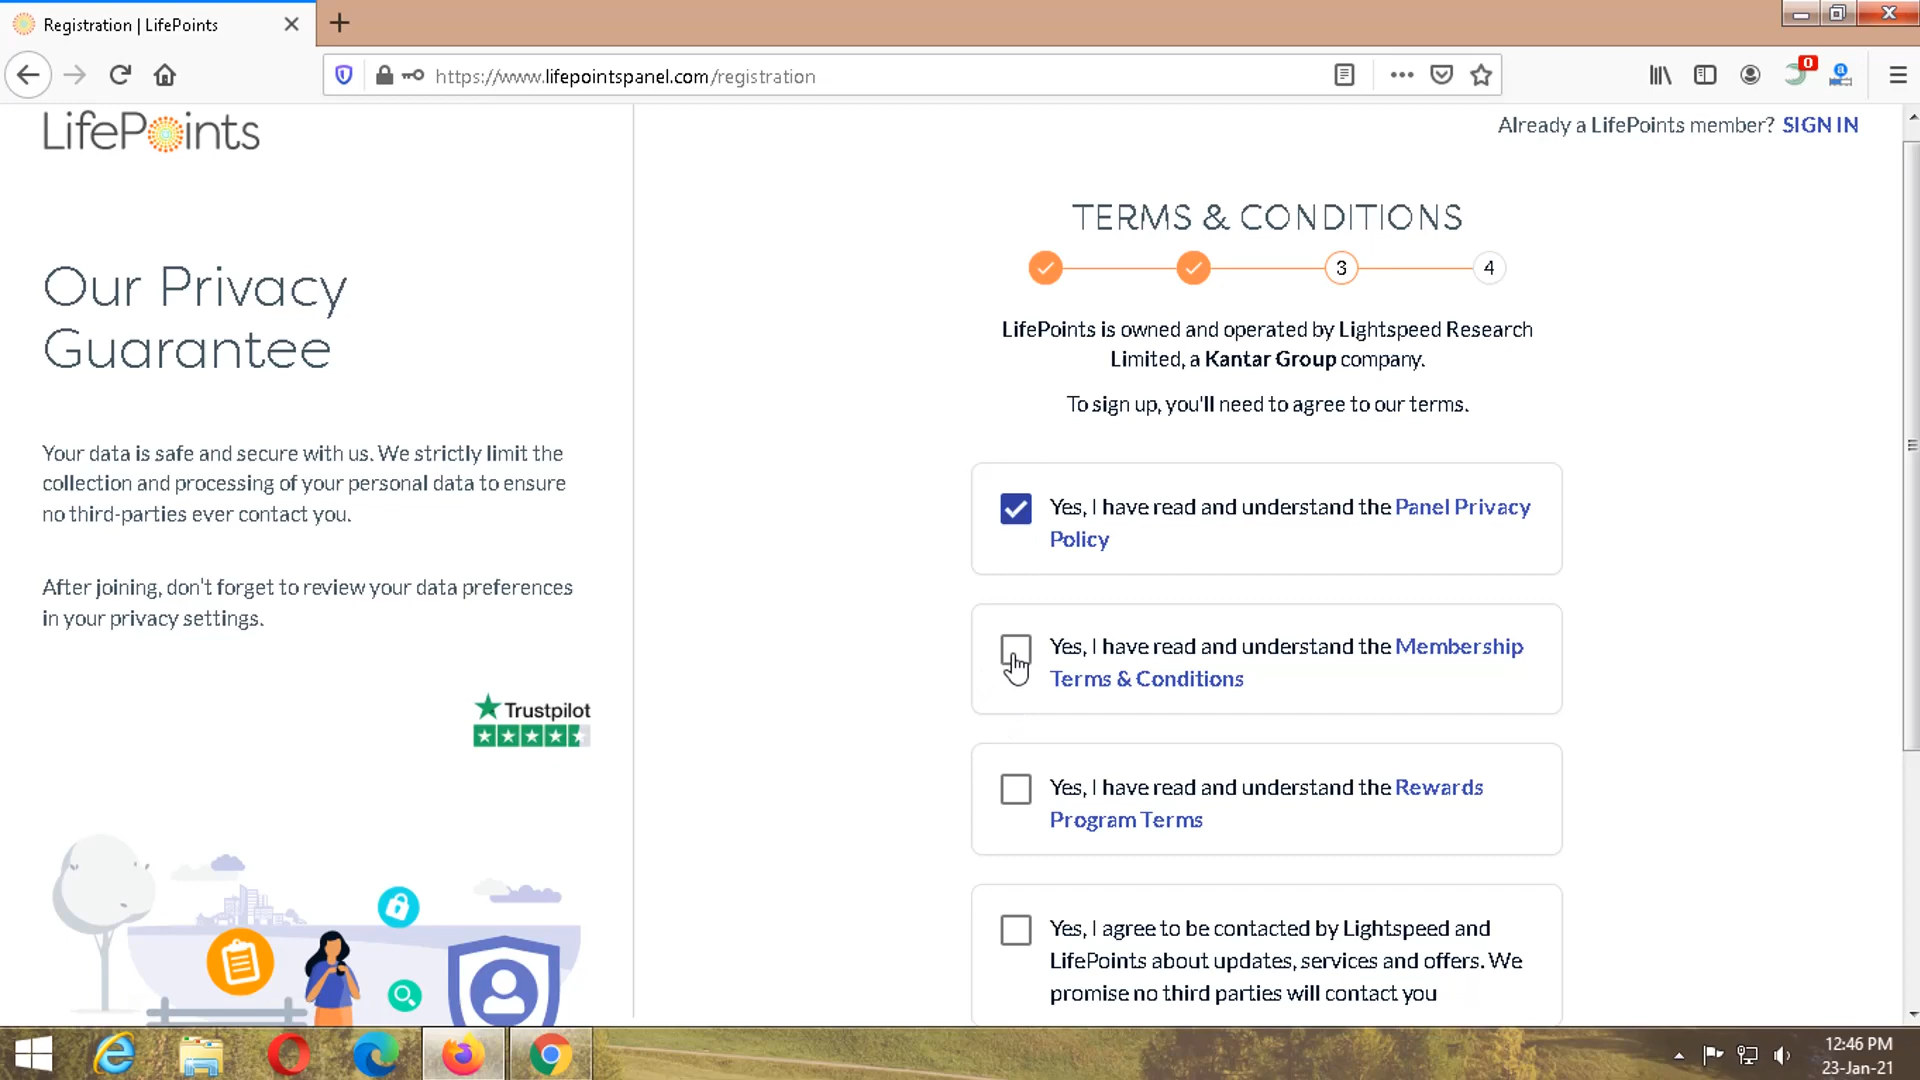 Registration | LifePoints
https://www.lifepointspanel.com/registration
0
a
LifePoints
Already a LifePoints member? SIGN IN
Our Privacy
Guarantee
Your data is safe and secure with us. We strictly limit the
collection and processing of your personal data to ensure
no third-parties ever contact you.
After joining, don't forget to review your data preferences
in your privacy settings.
Trustpilot
TERMS & CONDITIONS
3
4
LifePoints is owned and operated by Lightspeed Research
Limited, a Kantar Group company.
To sign up, you'll need to agree to our terms.
Yes, I have read and understand the Panel Privacy
Policy
Yes, I have read and understand the Membership
Terms & Conditions
Yes, I have read and understand the Rewards
Program Terms
Yes, I agree to be contacted by Lightspeed and
LifePoints about updates, services and offers. We
promise no third parties will contact you
12:46 PM
23-Jan-21